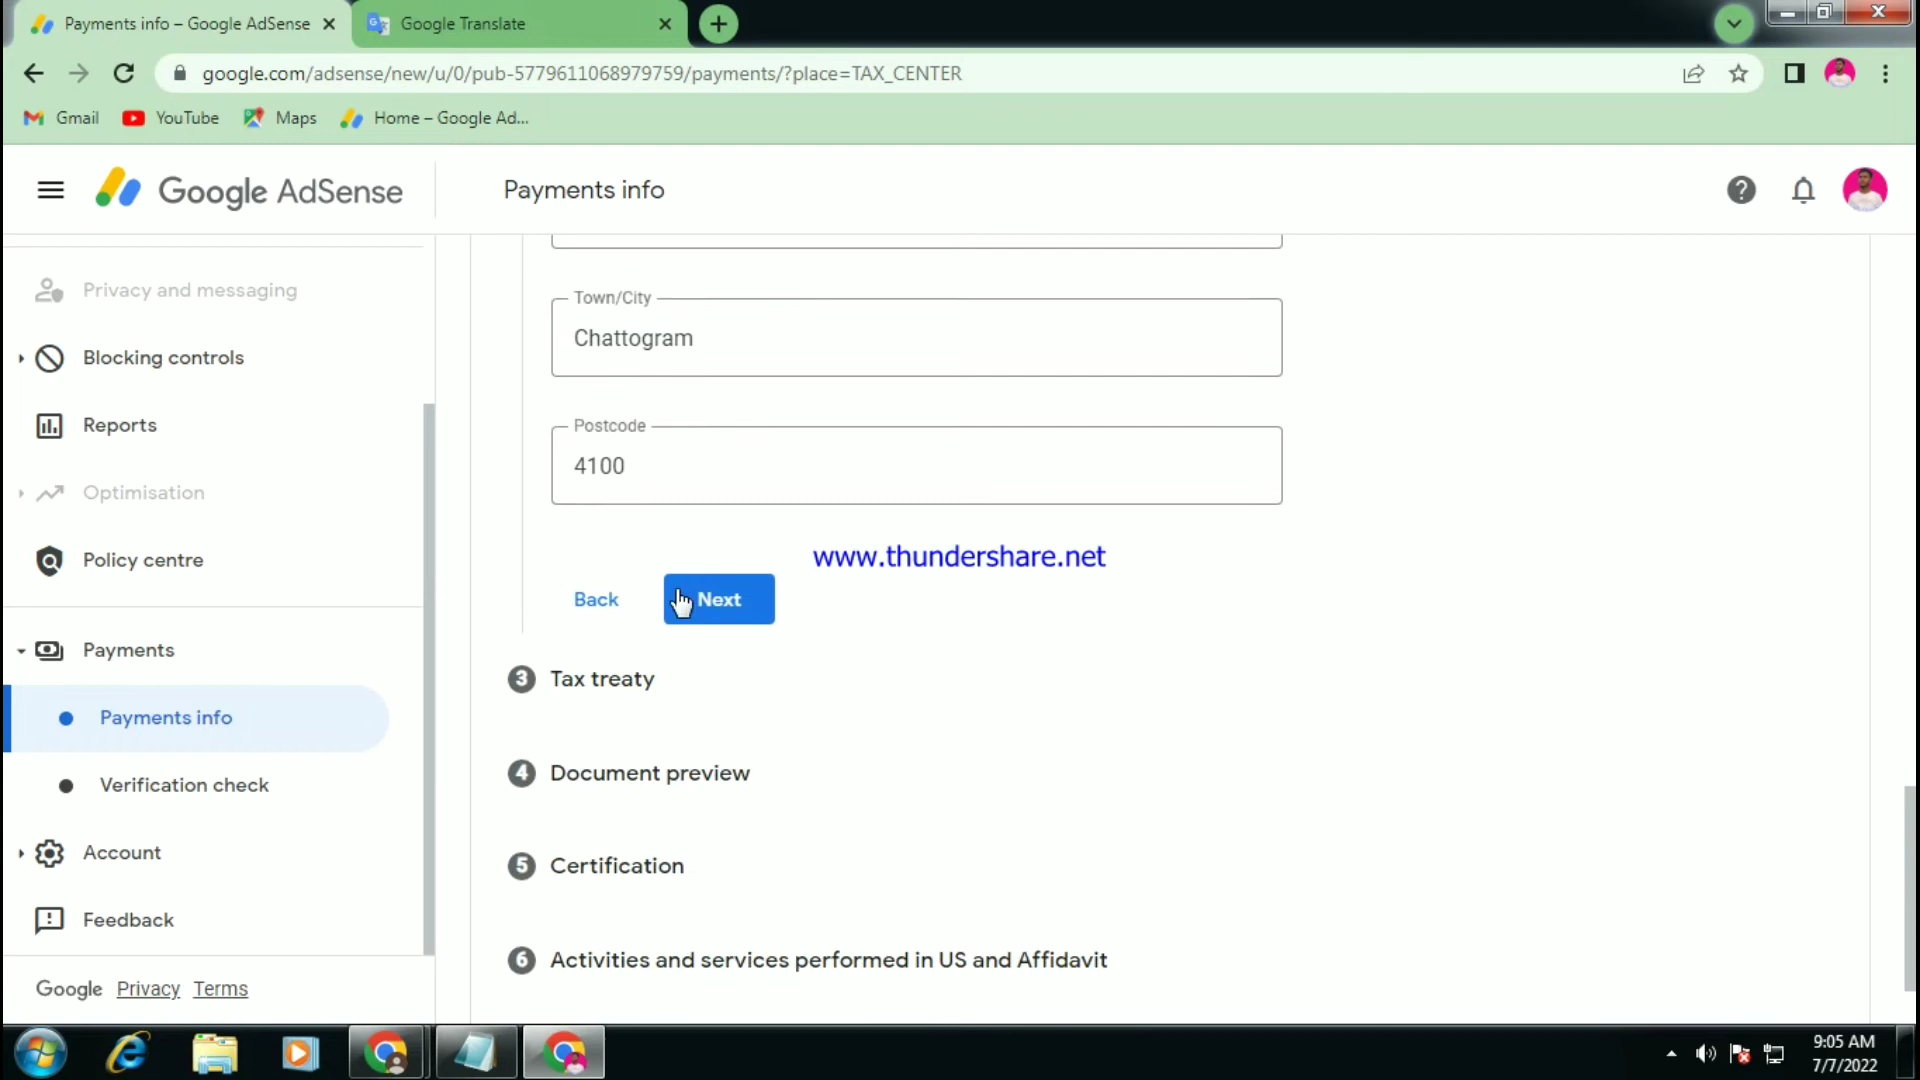 Payments info – Google AdSense
Google Translate
google.com/adsense/new/u/0/pub-5779611068979759/payments/?place=TAX_CENTER
Gmail
YouTube
Maps
Home – Google Ad...
Google AdSense
Payments info
Privacy and messaging
Blocking controls
Reports
Optimisation
Policy centre
Payments
Payments info
Verification check
Account
Feedback
Google Privacy Terms
Town/City
Chattogram
Postcode
4100
www.thundershare.net
Back
Next
3 Tax treaty
4 Document preview
5 Certification
6 Activities and services performed in US and Affidavit
9:05 AM
7/7/2022